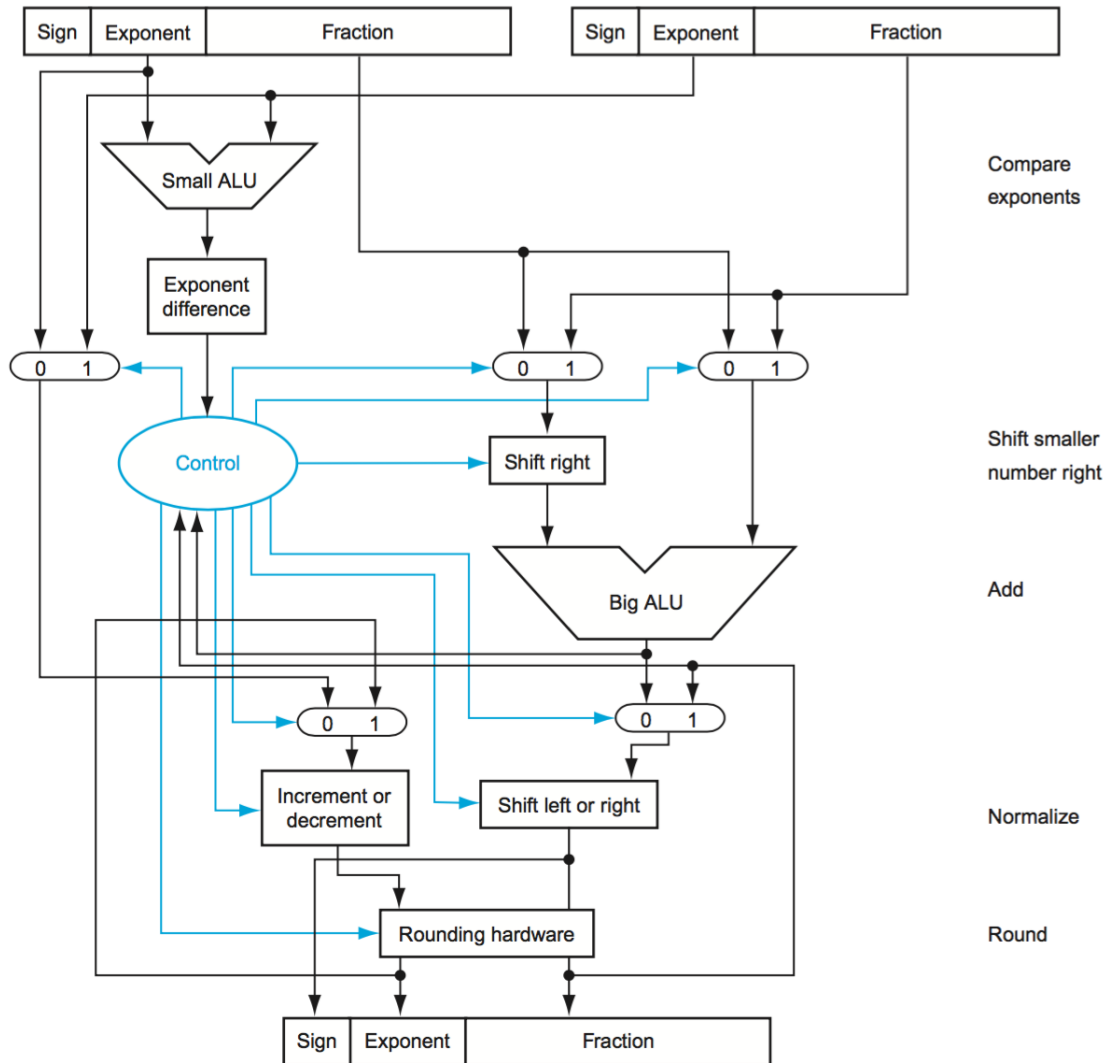 Sign Exponent Fraction Sign Exponent Fraction
Compare
exponents
Small ALU
Exponent
difference
0 1 0 1 0 1
Shift smaller
number right
Control
Shift right
Add
Big ALU
0 1 0 1
Increment or
decrement
Shift left or right
Normalize
Rounding hardware
Round
Sign Exponent Fraction